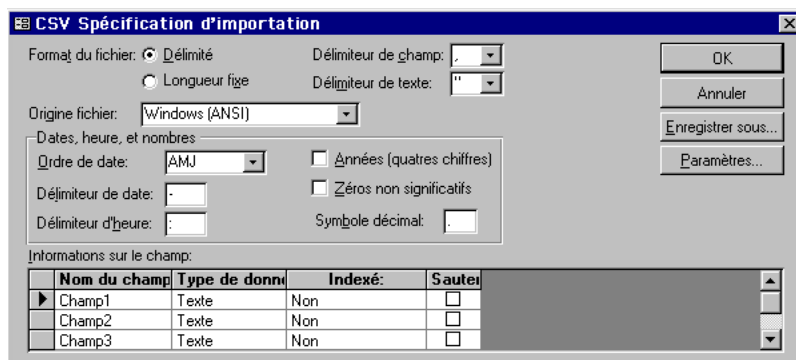 CSV Spécification d'importation
Format du fichier: Délimité Délimiteur de champ: ,
Longueur fixe Délimiteur de texte: "
OK
Annuler
Origine fichier: Windows (ANSI)
Enregistrer sous...
Dates, heure, et nombres
Ordre de date: AMJ Années (quatres chiffres)
Paramètres...
Délimiteur de date: - Zéros non significatifs
Délimiteur d'heure: : Symbole décimal: .
Informations sur le champ:
Nom du champ Type de donné Indexé: Sauter
Champ1 Texte Non
Champ2 Texte Non
Champ3 Texte Non